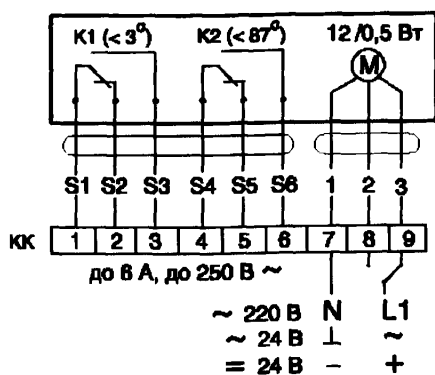 K1 (< 3°) K2 (< 87°) 12/0,5 Вт
M
S1 S2 S3 S4 S5 S6 1 2 3
КК 1 2 3 4 5 6 7 8 9
до 6 А, до 250 В ~
~ 220 В N L1
~ 24 В ⊥ ~
= 24 В − +